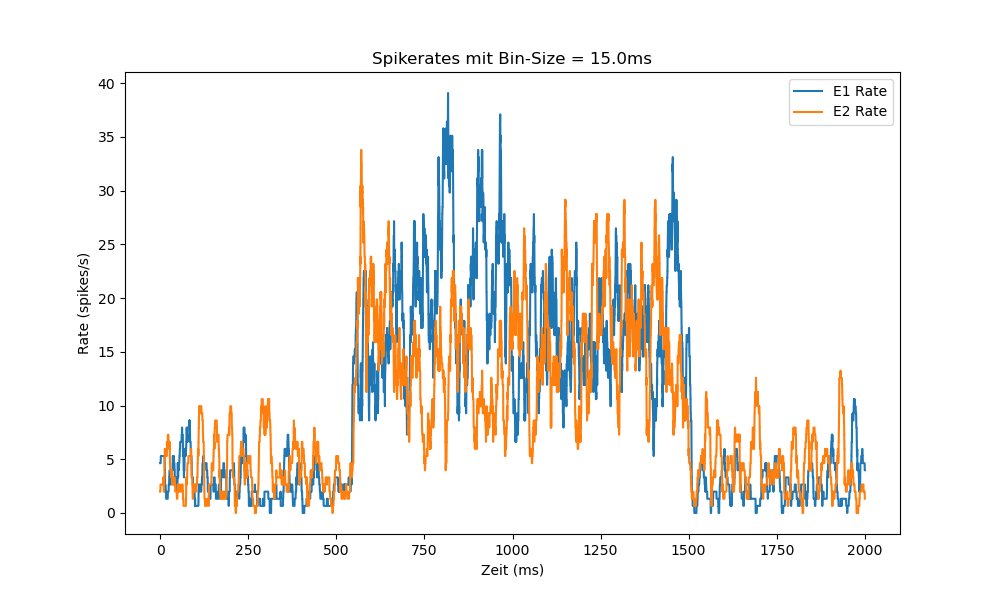 Spikerates mit Bin-Size = 15.0ms
E1 Rate
E2 Rate
Rate (spikes/s)
40
35
30
25
20
15
10
5
0
0 250 500 750 1000 1250 1500 1750 2000
Zeit (ms)